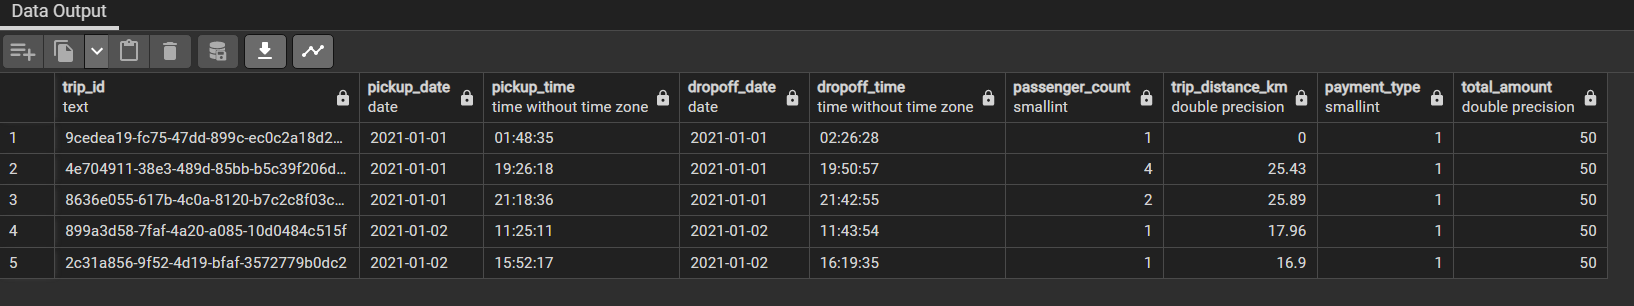 Data Output
trip_id pickup_date pickup_time dropoff_date dropoff_time passenger_count trip_distance_km payment_type total_amount
text date time without time zone date time without time zone smallint double precision smallint double precision
1 9cedea19-fc75-47dd-899c-ec0c2a18d2... 2021-01-01 01:48:35 2021-01-01 02:26:28 1 0 1 50
2 4e704911-38e3-489d-85bb-b5c39f206d... 2021-01-01 19:26:18 2021-01-01 19:50:57 4 25.43 1 50
3 8636e055-617b-4c0a-8120-b7c2c8f03c... 2021-01-01 21:18:36 2021-01-01 21:42:55 2 25.89 1 50
4 899a3d58-7faf-4a20-a085-10d0484c515f 2021-01-02 11:25:11 2021-01-02 11:43:54 1 17.96 1 50
5 2c31a856-9f52-4d19-bfaf-3572779b0dc2 2021-01-02 15:52:17 2021-01-02 16:19:35 1 16.9 1 50